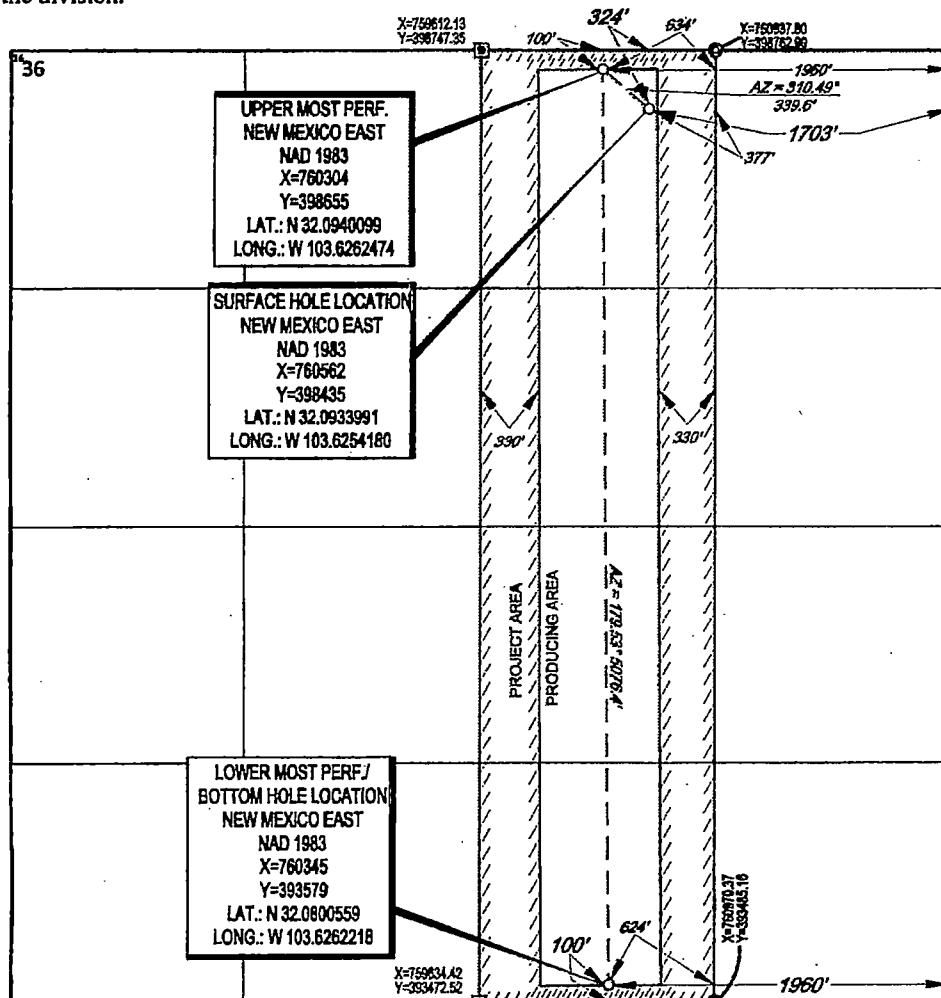 the division.
X=759612.13
Y=398747.35
324'
100'
634'
X=760937.80
Y=398762.99
36
1960'
AZ = 310.49°
339.6'
1703'
377'
UPPER MOST PERF.
NEW MEXICO EAST
NAD 1983
X=760304
Y=398655
LAT.: N 32.0940099
LONG.: W 103.6262474
SURFACE HOLE LOCATION
NEW MEXICO EAST
NAD 1983
X=760562
Y=398435
LAT.: N 32.0933991
LONG.: W 103.6254180
330'
330'
PROJECT AREA
PRODUCING AREA
AZ = 179.53° 5076.4'
LOWER MOST PERF./
BOTTOM HOLE LOCATION
NEW MEXICO EAST
NAD 1983
X=760345
Y=393579
LAT.: N 32.0800559
LONG.: W 103.6262218
X=760970.37
Y=393485.16
100'
624'
X=759634.42
Y=393472.52
1960'